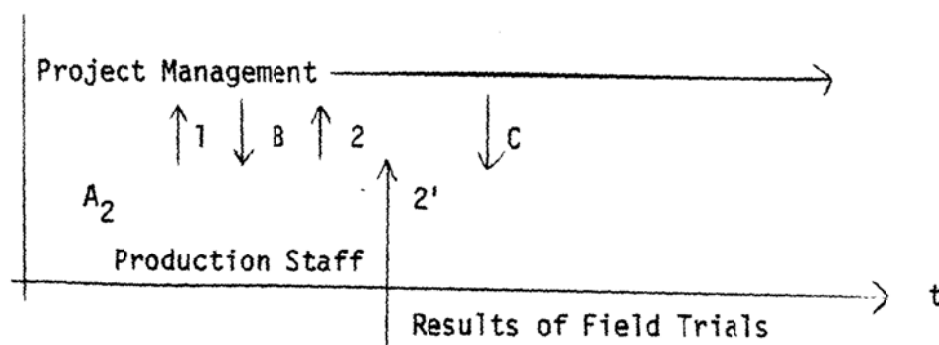 Project Management
1 B 2 C
A2 2'
Production Staff
t
Results of Field Trials